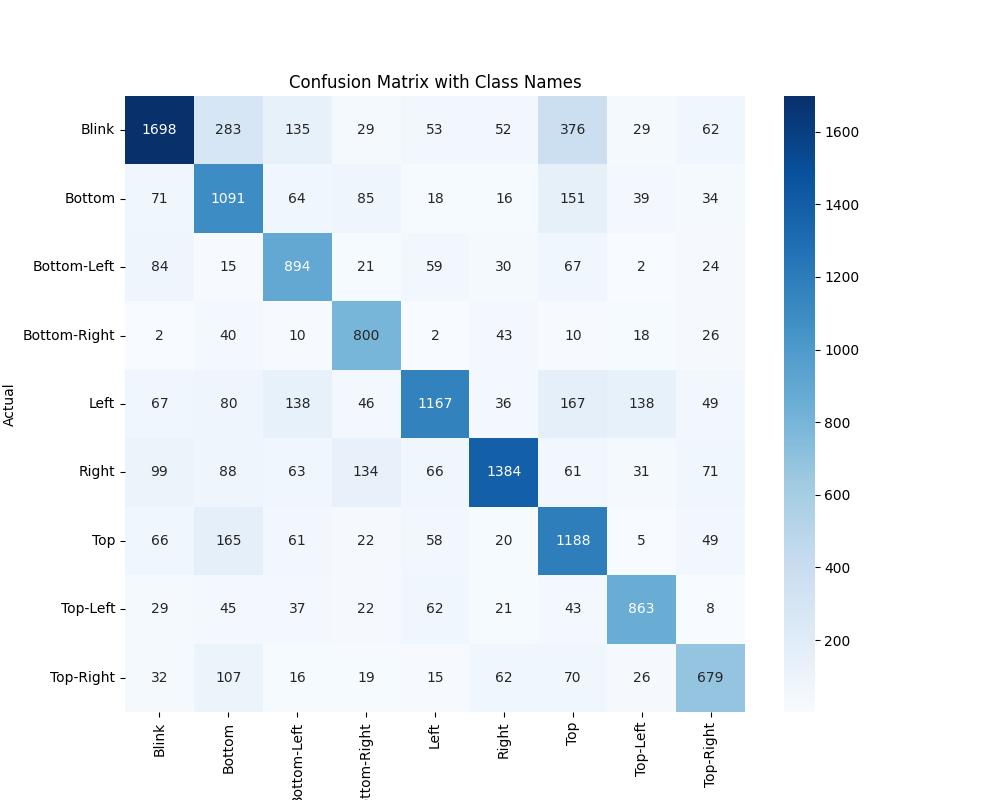 Confusion Matrix with Class Names
Blink 1698 283 135 29 53 52 376 29 62
Bottom 71 1091 64 85 18 16 151 39 34
Bottom-Left 84 15 894 21 59 30 67 2 24
Bottom-Right 2 40 10 800 2 43 10 18 26
Left 67 80 138 46 1167 36 167 138 49
Right 99 88 63 134 66 1384 61 31 71
Top 66 165 61 22 58 20 1188 5 49
Top-Left 29 45 37 22 62 21 43 863 8
Top-Right 32 107 16 19 15 62 70 26 679
Actual
Blink
Bottom
ottom-Left
ttom-Right
Left
Right
Top
Top-Left
Top-Right
1600
1400
1200
1000
800
600
400
200